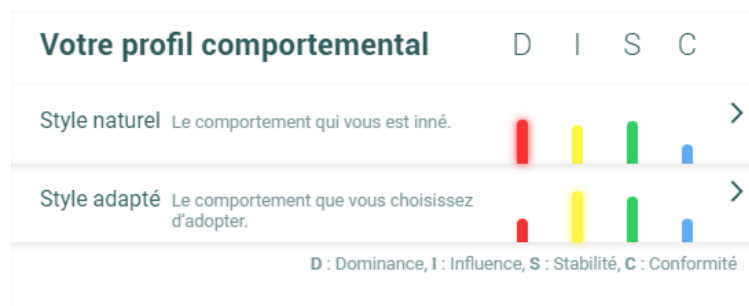 Votre profil comportemental D I S C
Style naturel Le comportement qui vous est inné.
Style adapté Le comportement que vous choisissez
d'adopter.
D : Dominance, I : Influence, S : Stabilité, C : Conformité